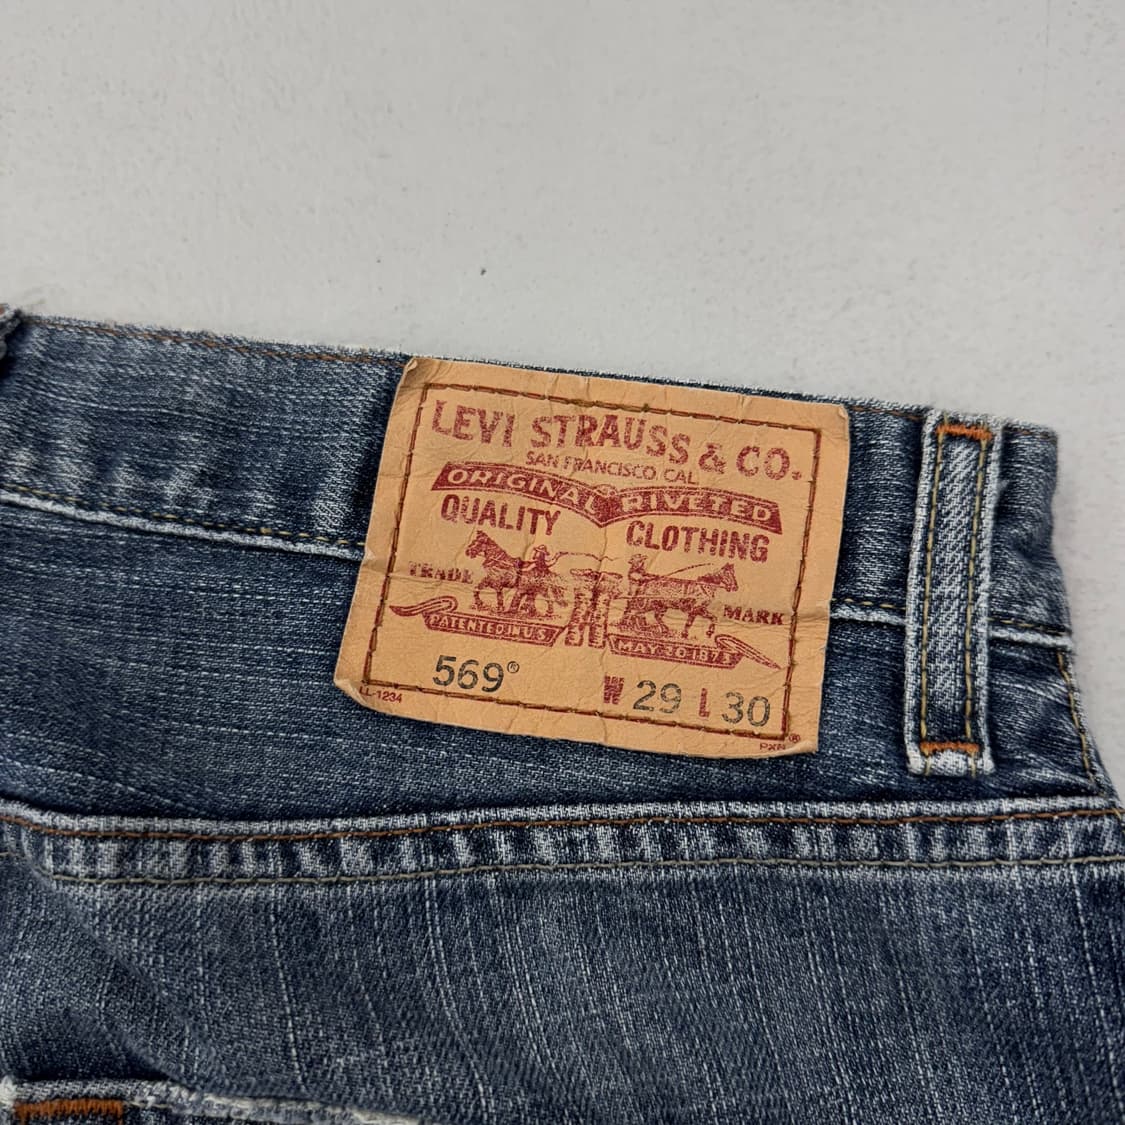 LEVI STRAUSS & CO.
SAN FRANCISCO, CAL
ORIGINAL RIVETED
QUALITY CLOTHING
TRADE MARK
PATENTED IN U.S. MAY 20 1873
569® W 29 L 30
LL-1234
®